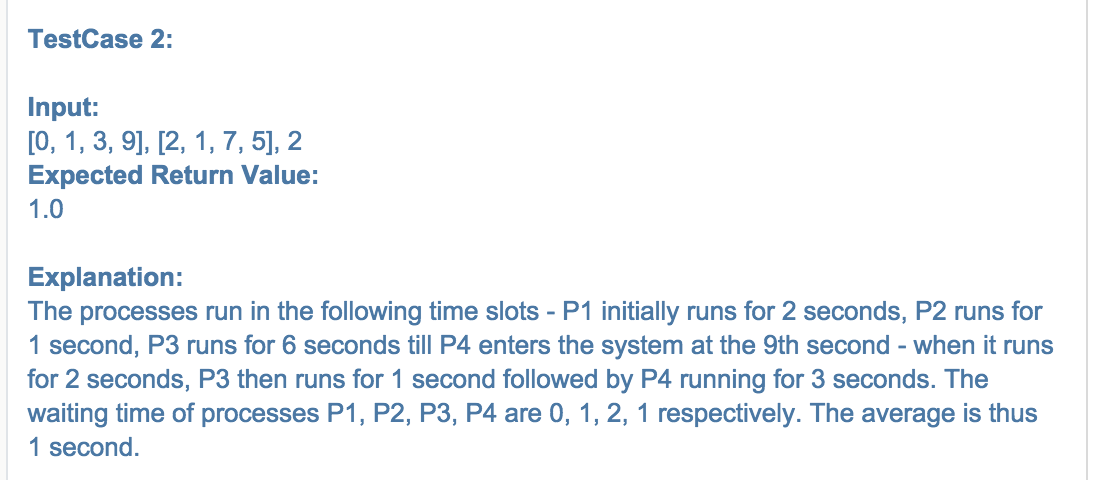 TestCase 2:
Input:
[0, 1, 3, 9], [2, 1, 7, 5], 2
Expected Return Value:
1.0
Explanation:
The processes run in the following time slots - P1 initially runs for 2 seconds, P2 runs for
1 second, P3 runs for 6 seconds till P4 enters the system at the 9th second - when it runs
for 2 seconds, P3 then runs for 1 second followed by P4 running for 3 seconds. The
waiting time of processes P1, P2, P3, P4 are 0, 1, 2, 1 respectively. The average is thus
1 second.